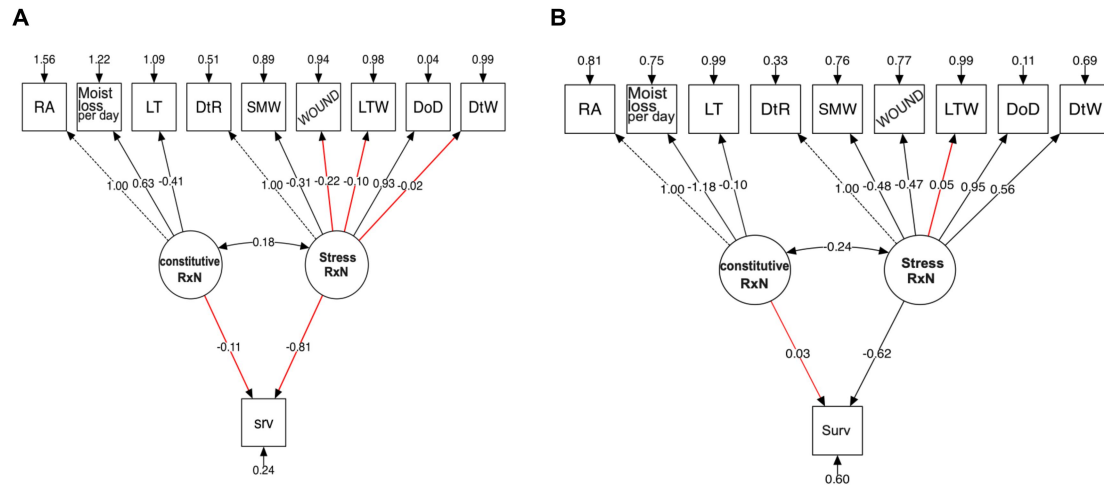 A
1.56 1.22 1.09 0.51 0.89 0.94 0.98 0.04 0.99
RA Moist loss per day LT DtR SMW WOUND LTW DoD DtW
1.00 0.63 -0.41 1.00 -0.31 -0.22 -0.10 0.93 -0.02
0.18
constitutive
RxN
Stress
RxN
-0.11 -0.81
srv
0.24
B
0.81 0.75 0.99 0.33 0.76 0.77 0.99 0.11 0.69
RA Moist loss per day LT DtR SMW WOUND LTW DoD DtW
1.00 -1.18 -0.10 1.00 -0.48 -0.47 0.05 0.95 0.56
-0.24
constitutive
RxN
Stress
RxN
0.03 -0.62
Surv
0.60